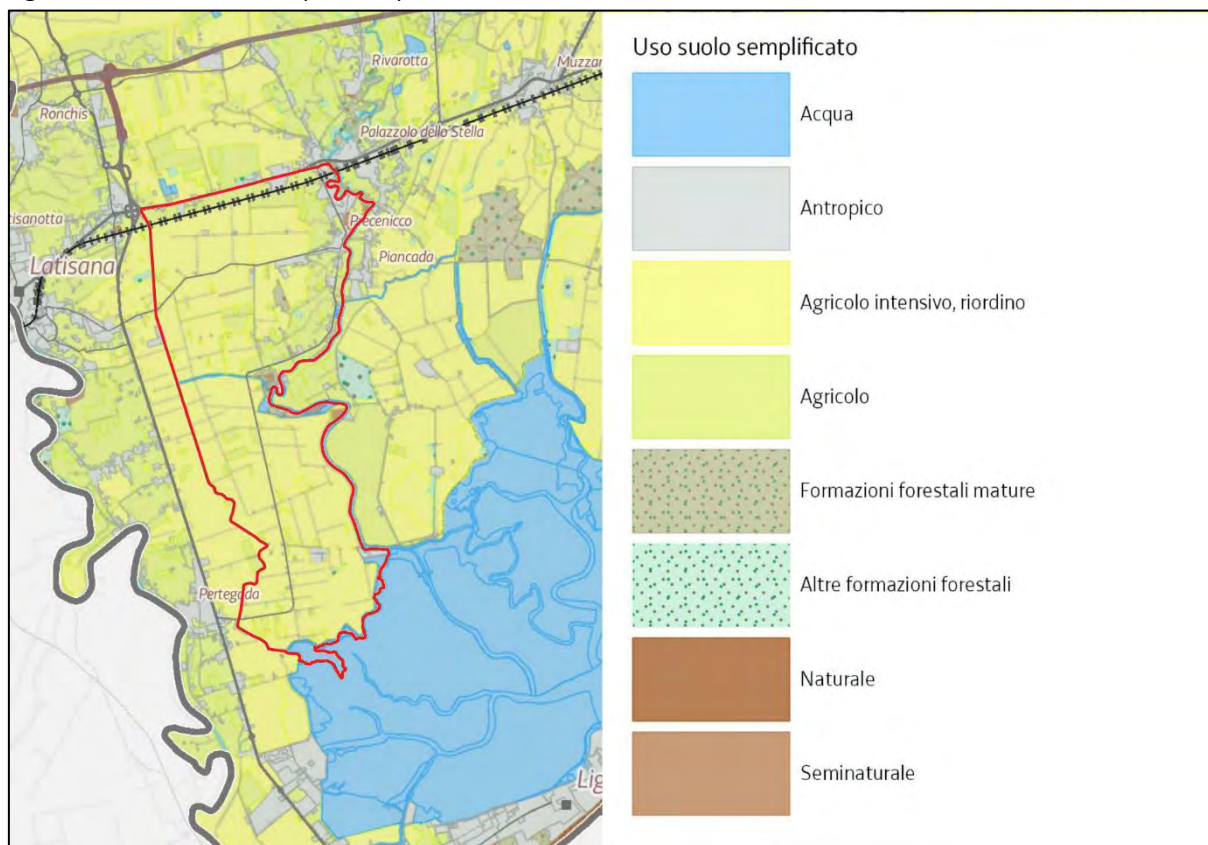 Rivarotta
Muzzan
Ronchis
Palazzolo dello Stella
tisanotta
Precenicco
Piancada
Latisana
Pertegada
Lig
Uso suolo semplificato
Acqua
Antropico
Agricolo intensivo, riordino
Agricolo
Formazioni forestali mature
Altre formazioni forestali
Naturale
Seminaturale